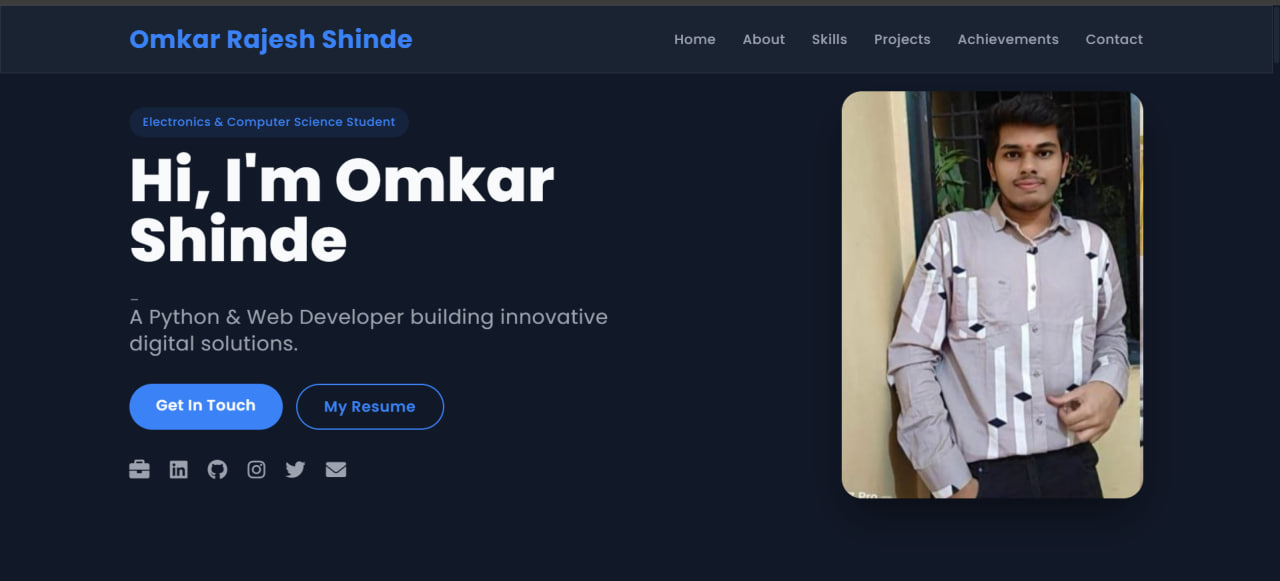 Omkar Rajesh Shinde
Home About Skills Projects Achievements Contact
Electronics & Computer Science Student
Hi, I'm Omkar
Shinde
_
A Python & Web Developer building innovative
digital solutions.
Get In Touch My Resume
Pro